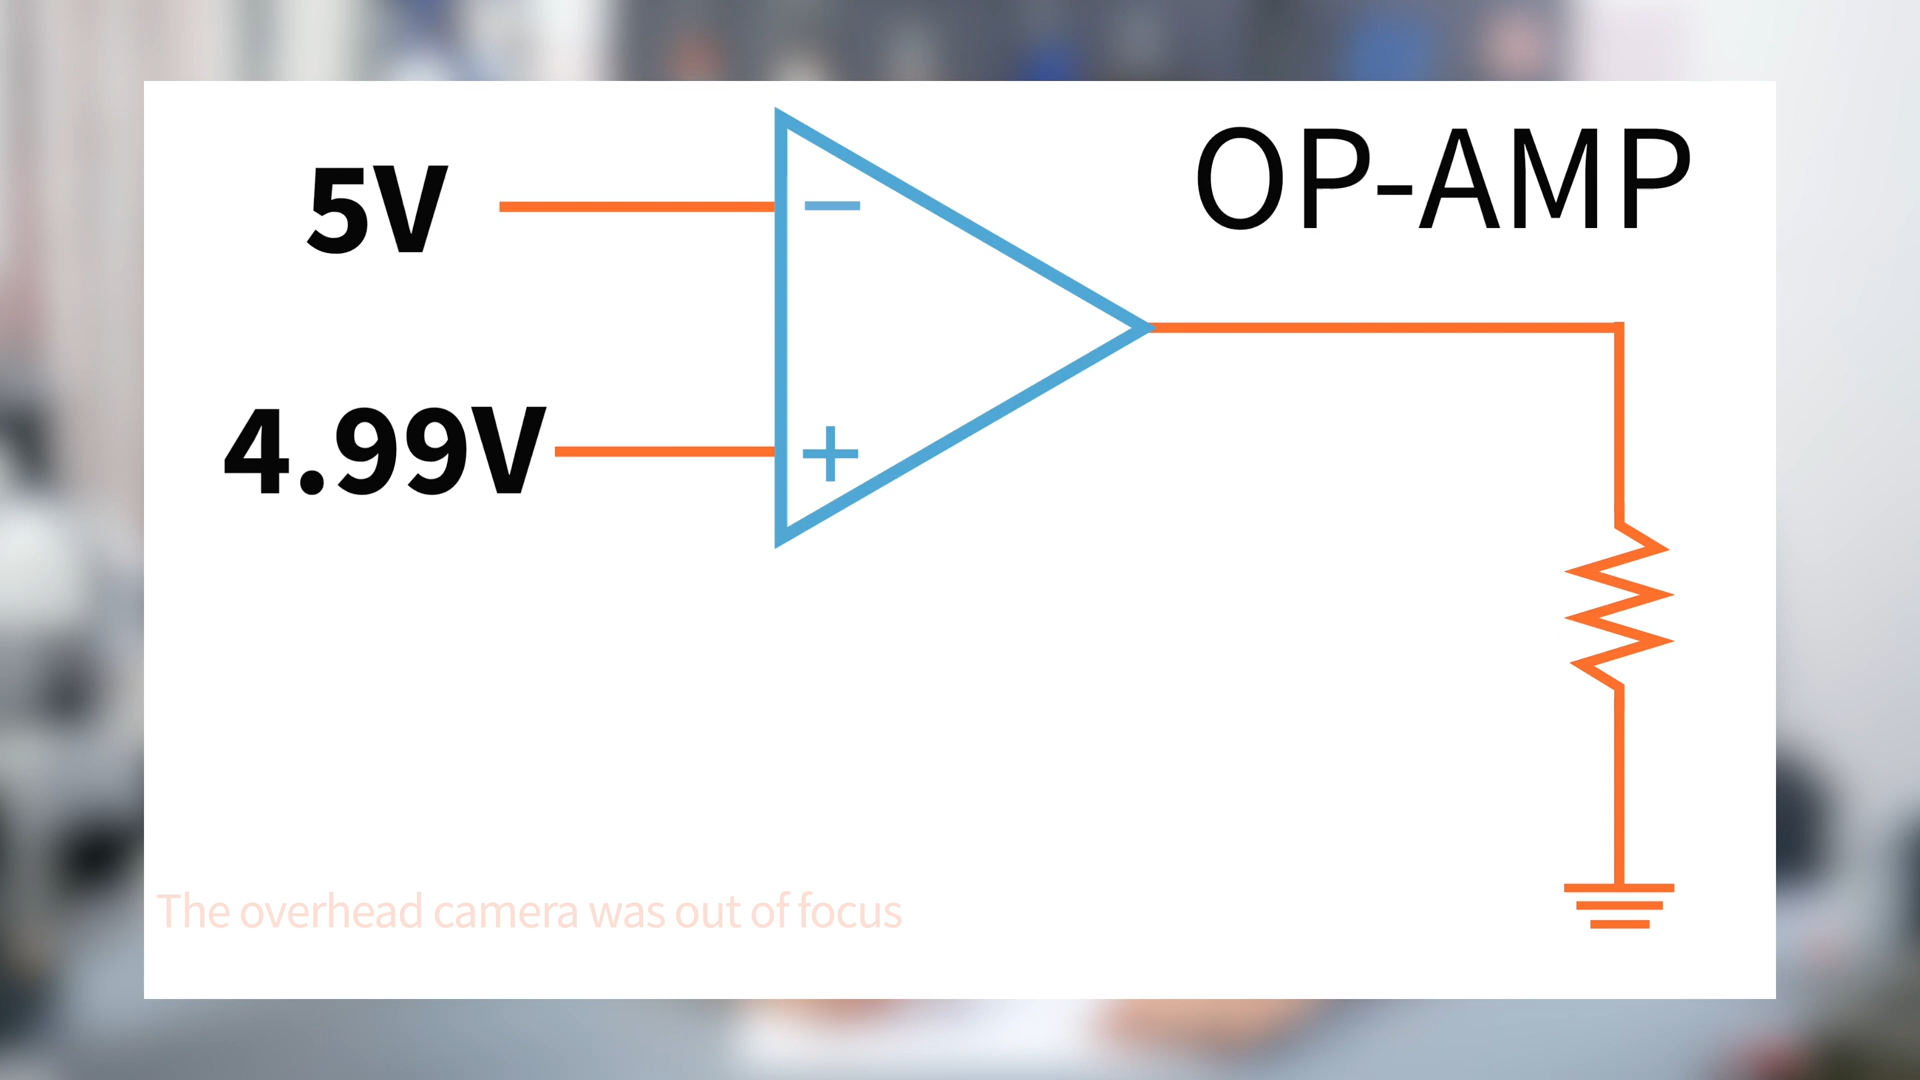 OP-AMP
5V
−
4.99V
+
The overhead camera was out of focus